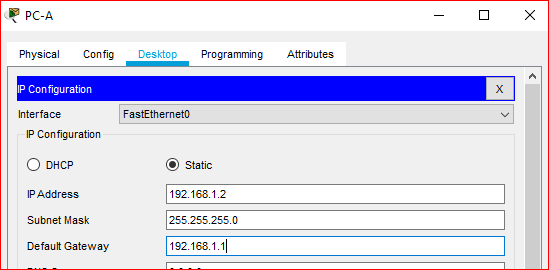 PC-A
Physical Config Desktop Programming Attributes
IP Configuration X
Interface FastEthernet0
IP Configuration
DHCP Static
IP Address 192.168.1.2
Subnet Mask 255.255.255.0
Default Gateway 192.168.1.1